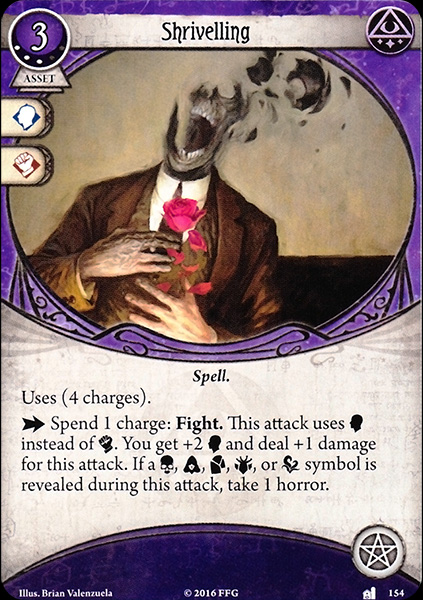 3
Shrivelling
ASSET
Spell.
Uses (4 charges).
Spend 1 charge: Fight. This attack uses
instead of . You get +2 and deal +1 damage
for this attack. If a , , , , or symbol is
revealed during this attack, take 1 horror.
Illus. Brian Valenzuela © 2016 FFG 154